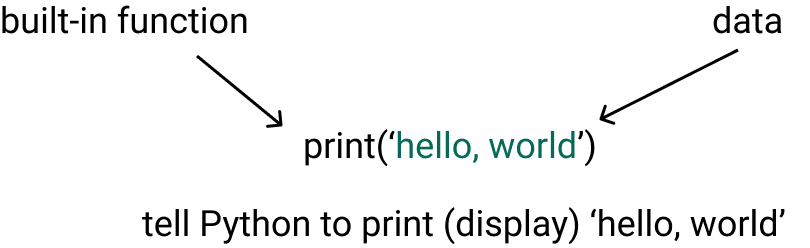 built-in function
data
print(‘hello, world’)
tell Python to print (display) ‘hello, world’